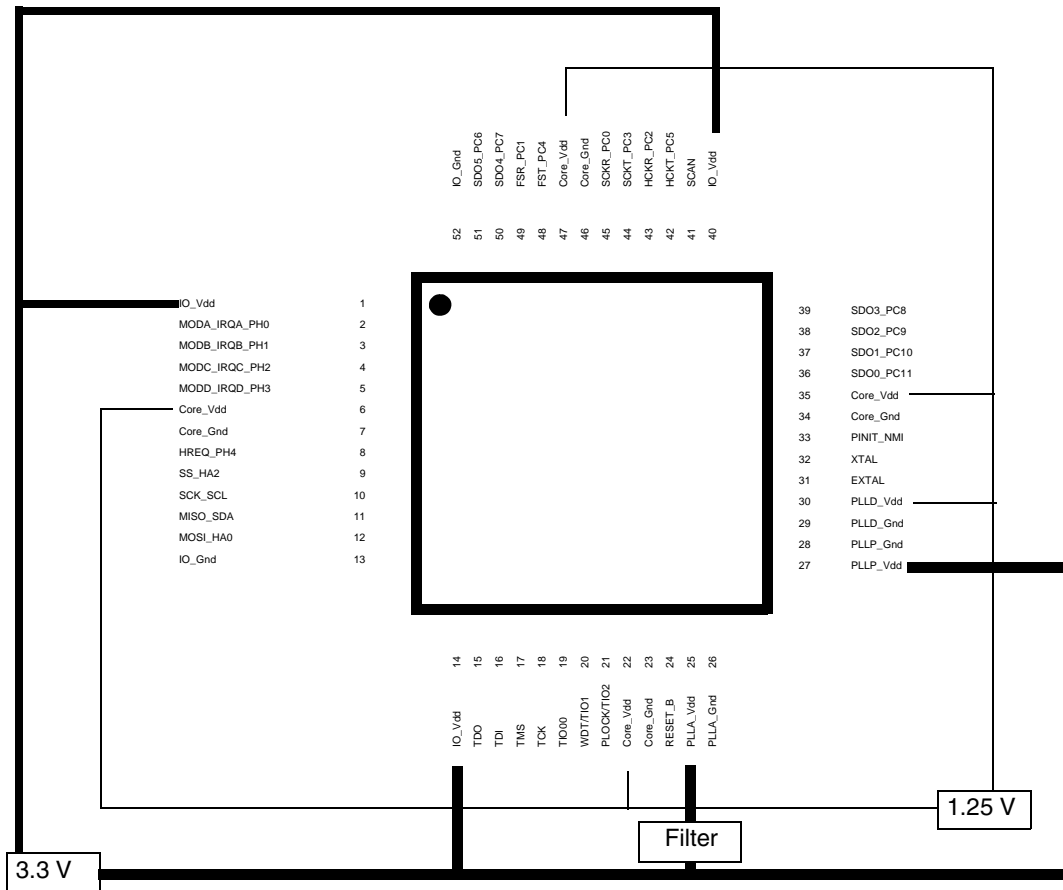 IO_Gnd
SDO5_PC6
SDO4_PC7
FSR_PC1
FST_PC4
Core_Vdd
Core_Gnd
SCKR_PC0
SCKT_PC3
HCKR_PC2
HCKT_PC5
SCAN
IO_Vdd
52 51 50 49 48 47 46 45 44 43 42 41 40
IO_Vdd 1
MODA_IRQA_PH0 2
MODB_IRQB_PH1 3
MODC_IRQC_PH2 4
MODD_IRQD_PH3 5
Core_Vdd 6
Core_Gnd 7
HREQ_PH4 8
SS_HA2 9
SCK_SCL 10
MISO_SDA 11
MOSI_HA0 12
IO_Gnd 13
39 SDO3_PC8
38 SDO2_PC9
37 SDO1_PC10
36 SDO0_PC11
35 Core_Vdd
34 Core_Gnd
33 PINIT_NMI
32 XTAL
31 EXTAL
30 PLLD_Vdd
29 PLLD_Gnd
28 PLLP_Gnd
27 PLLP_Vdd
14 15 16 17 18 19 20 21 22 23 24 25 26
IO_Vdd
TDO
TDI
TMS
TCK
TIO00
WDT/TIO1
PLOCK/TIO2
Core_Vdd
Core_Gnd
RESET_B
PLLA_Vdd
PLLA_Gnd
1.25 V
Filter
3.3 V